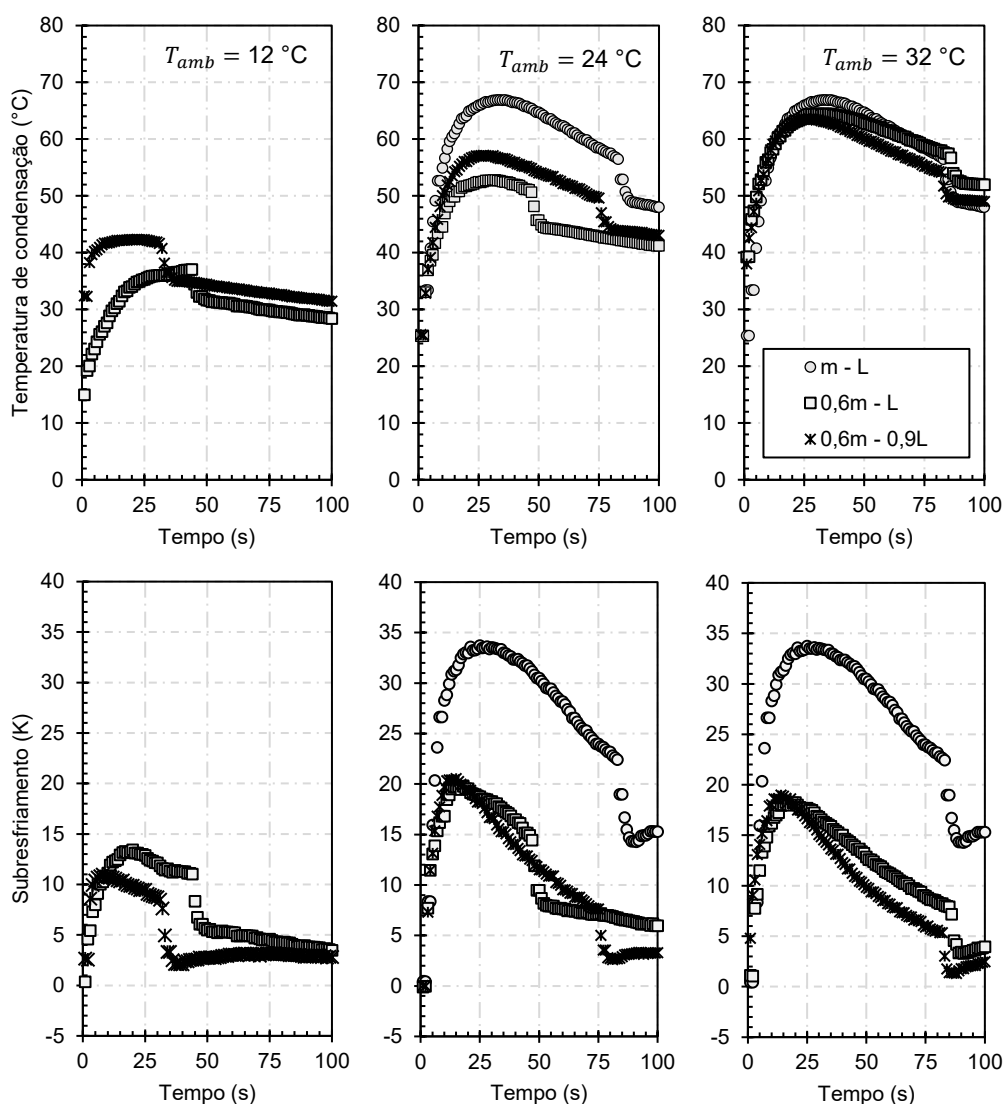 T_amb = 12 °C
T_amb = 24 °C
T_amb = 32 °C
Temperatura de condensação (°C)
80
70
60
50
40
30
20
10
0
80
70
60
50
40
30
20
10
0
80
70
60
50
40
30
20
10
0
m - L
0,6m - L
0,6m - 0,9L
0 25 50 75 100
0 25 50 75 100
0 25 50 75 100
Tempo (s)
Tempo (s)
Tempo (s)
Subresfriamento (K)
40
35
30
25
20
15
10
5
0
-5
40
35
30
25
20
15
10
5
0
-5
40
35
30
25
20
15
10
5
0
-5
0 25 50 75 100
0 25 50 75 100
0 25 50 75 100
Tempo (s)
Tempo (s)
Tempo (s)